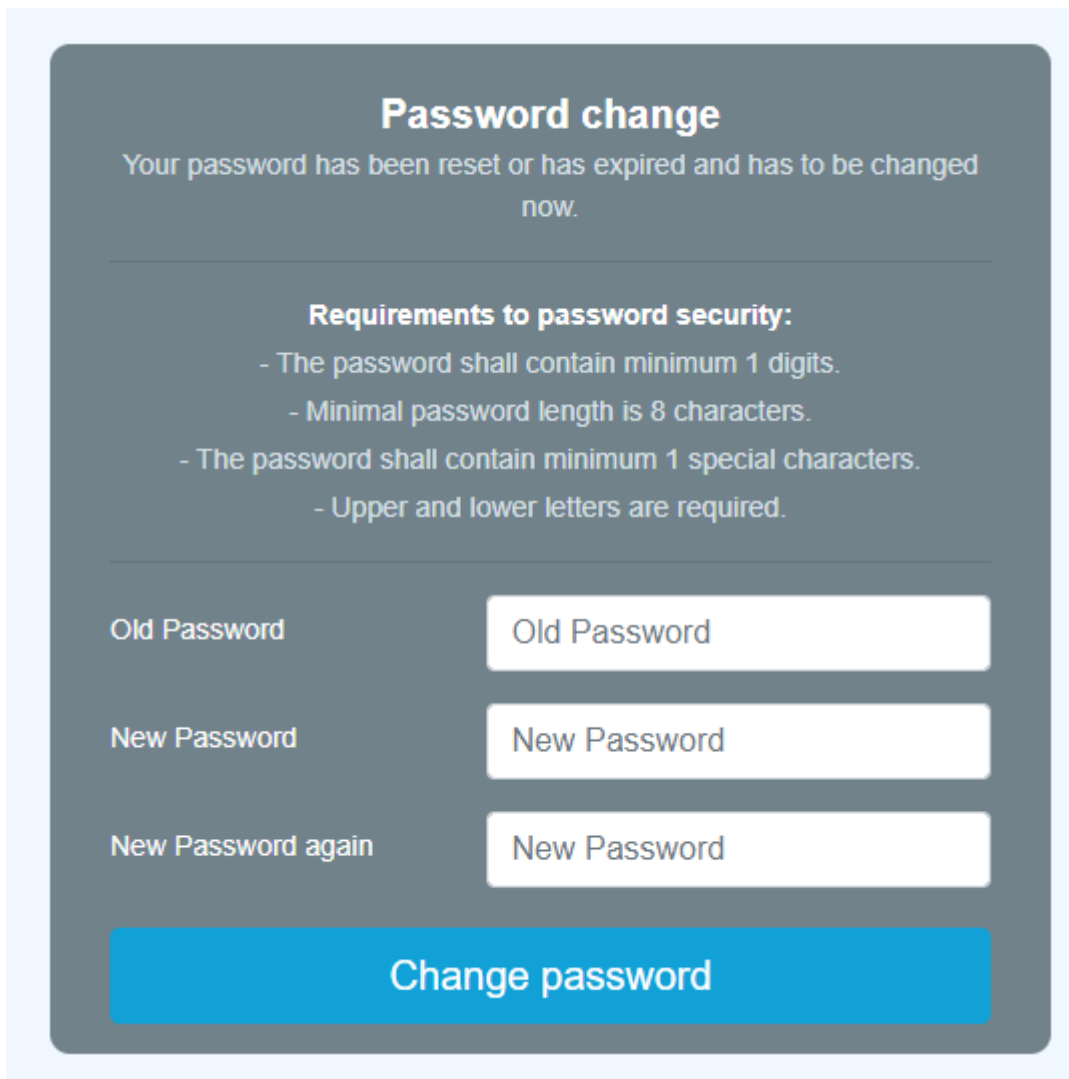 Password change
Your password has been reset or has expired and has to be changed
now.
Requirements to password security:
- The password shall contain minimum 1 digits.
- Minimal password length is 8 characters.
- The password shall contain minimum 1 special characters.
- Upper and lower letters are required.
Old Password
Old Password
New Password
New Password
New Password again
New Password
Change password